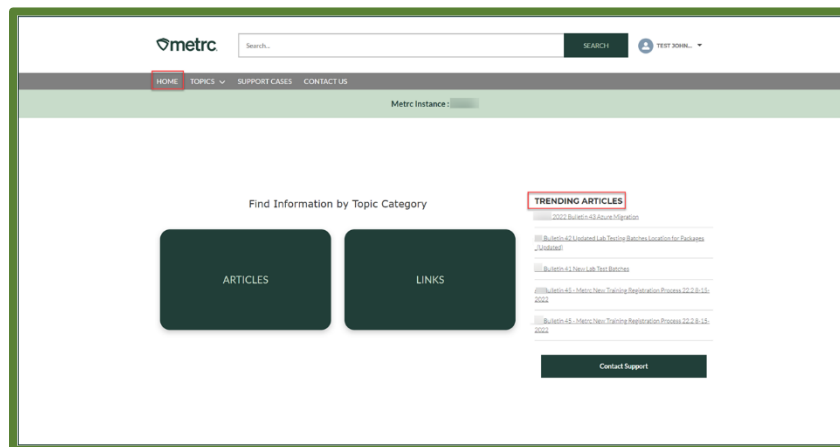 metrc
Search...
SEARCH
TEST JOHN...
HOME TOPICS SUPPORT CASES CONTACT US
Metrc Instance :
Find Information by Topic Category
ARTICLES
LINKS
TRENDING ARTICLES
2022 Bulletin 43 Azure Migration
Bulletin 42 Updated Lab Testing Batches Location for Packages
(Updated)
Bulletin 41 New Lab Test Batches
Bulletin 45 - Metrc New Training Registration Process 22.2 8-15-
2022
Bulletin 45 - Metrc New Training Registration Process 22.2 8-15-
2022
Contact Support